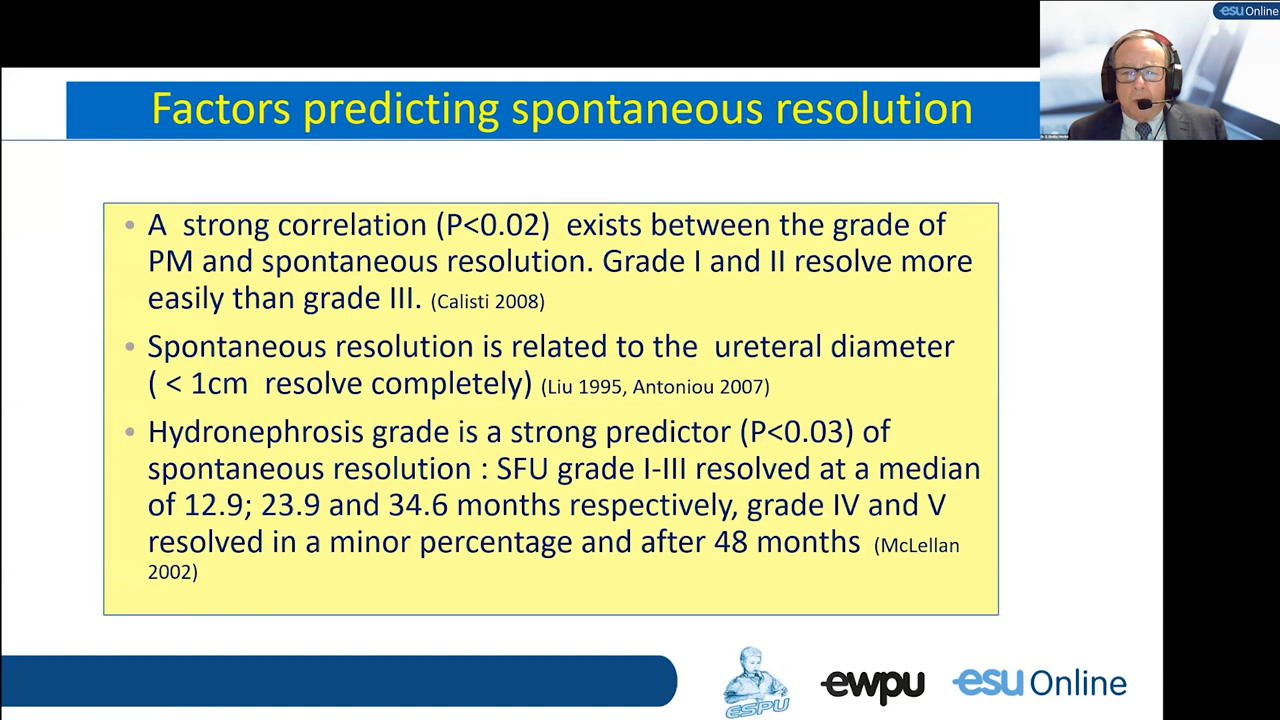 esu Online
Factors predicting spontaneous resolution
• A strong correlation (P<0.02) exists between the grade of
PM and spontaneous resolution. Grade I and II resolve more
easily than grade III. (Calisti 2008)
• Spontaneous resolution is related to the ureteral diameter
( < 1cm resolve completely) (Liu 1995, Antoniou 2007)
• Hydronephrosis grade is a strong predictor (P<0.03) of
spontaneous resolution : SFU grade I-III resolved at a median
of 12.9; 23.9 and 34.6 months respectively, grade IV and V
resolved in a minor percentage and after 48 months (McLellan
2002)
ESPU ewpu esu Online